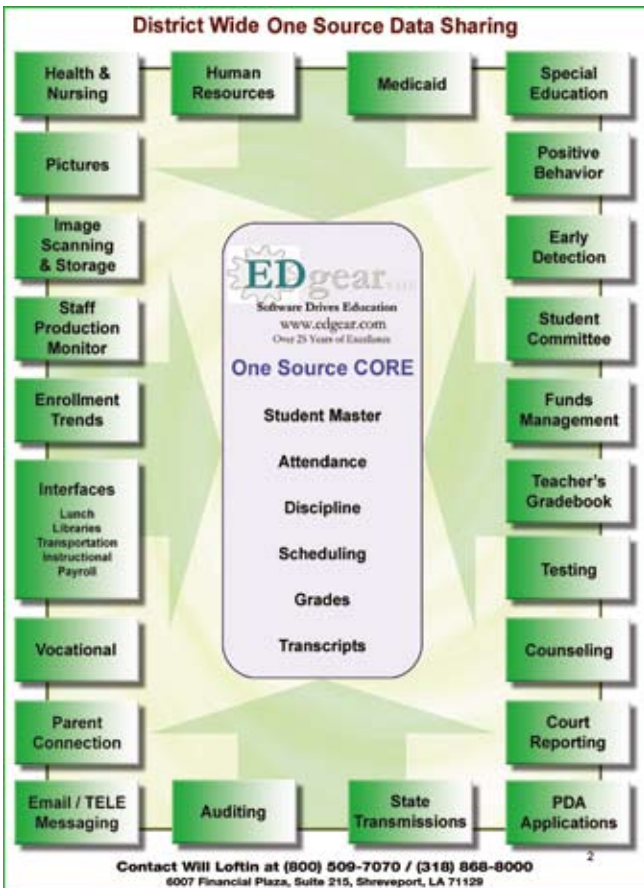 District Wide One Source Data Sharing
Health &
Nursing
Human
Resources
Medicaid
Special
Education
Pictures
Positive
Behavior
Image
Scanning
& Storage
Early
Detection
Staff
Production
Monitor
Student
Committee
Enrollment
Trends
Funds
Management
Interfaces
Lunch
Libraries
Transportation
Instructional
Payroll
Teacher's
Gradebook
Testing
Vocational
Counseling
Parent
Connection
Court
Reporting
Email / TELE
Messaging
Auditing
State
Transmissions
PDA
Applications
EDgear
Software Drives Education
www.edgear.com
Over 25 Years of Excellence
One Source CORE
Student Master
Attendance
Discipline
Scheduling
Grades
Transcripts
2
Contact Will Loftin at (800) 509-7070 / (318) 868-8000
6007 Financial Plaza, Suite 215, Shreveport, LA 71129